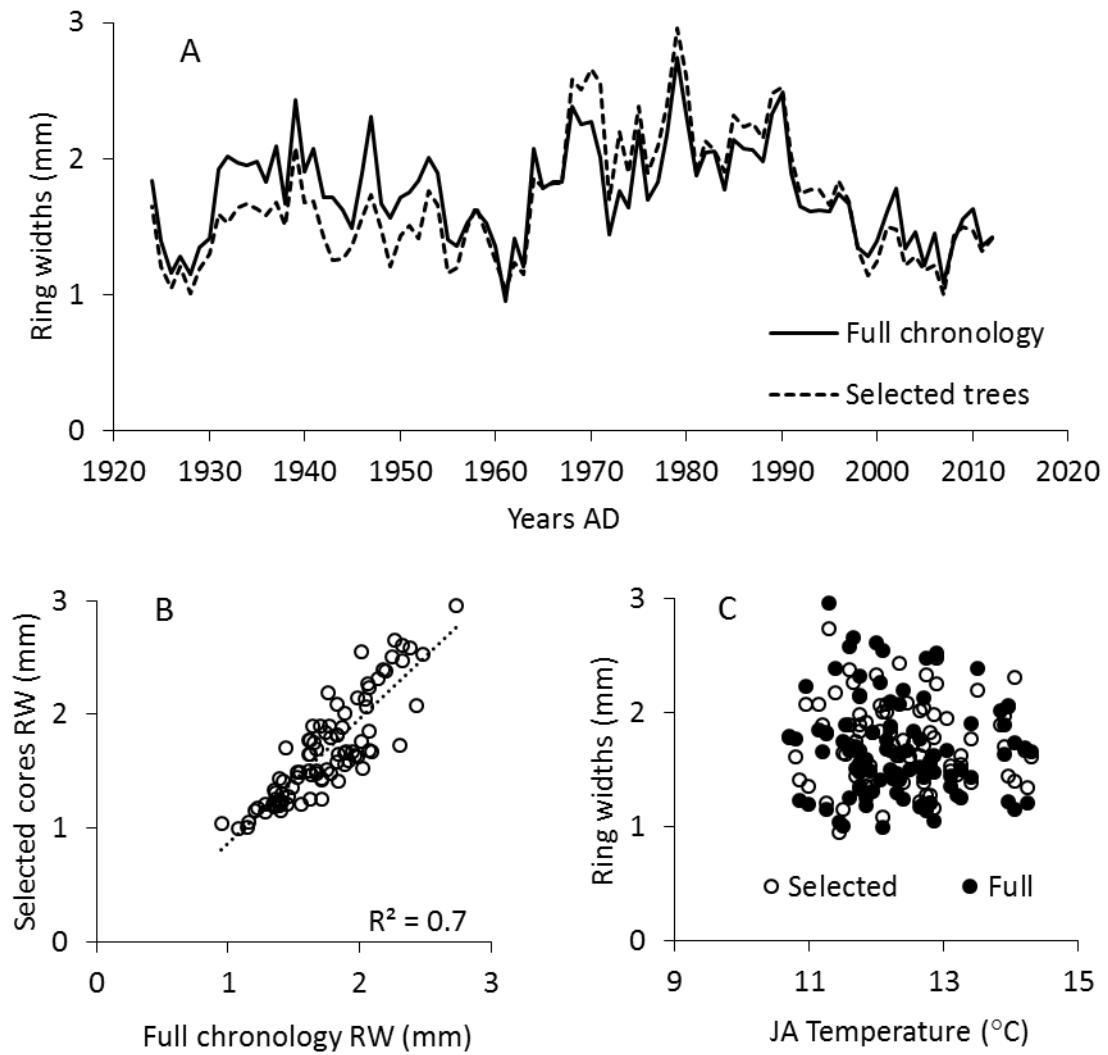 A
Ring widths (mm)
3
2
1
0
Full chronology
Selected trees
1920 1930 1940 1950 1960 1970 1980 1990 2000 2010 2020
Years AD
B
Selected cores RW (mm)
3
2
1
0
R² = 0.7
0 1 2 3
Full chronology RW (mm)
C
Ring widths (mm)
3
2
1
0
Selected Full
9 11 13 15
JA Temperature (°C)